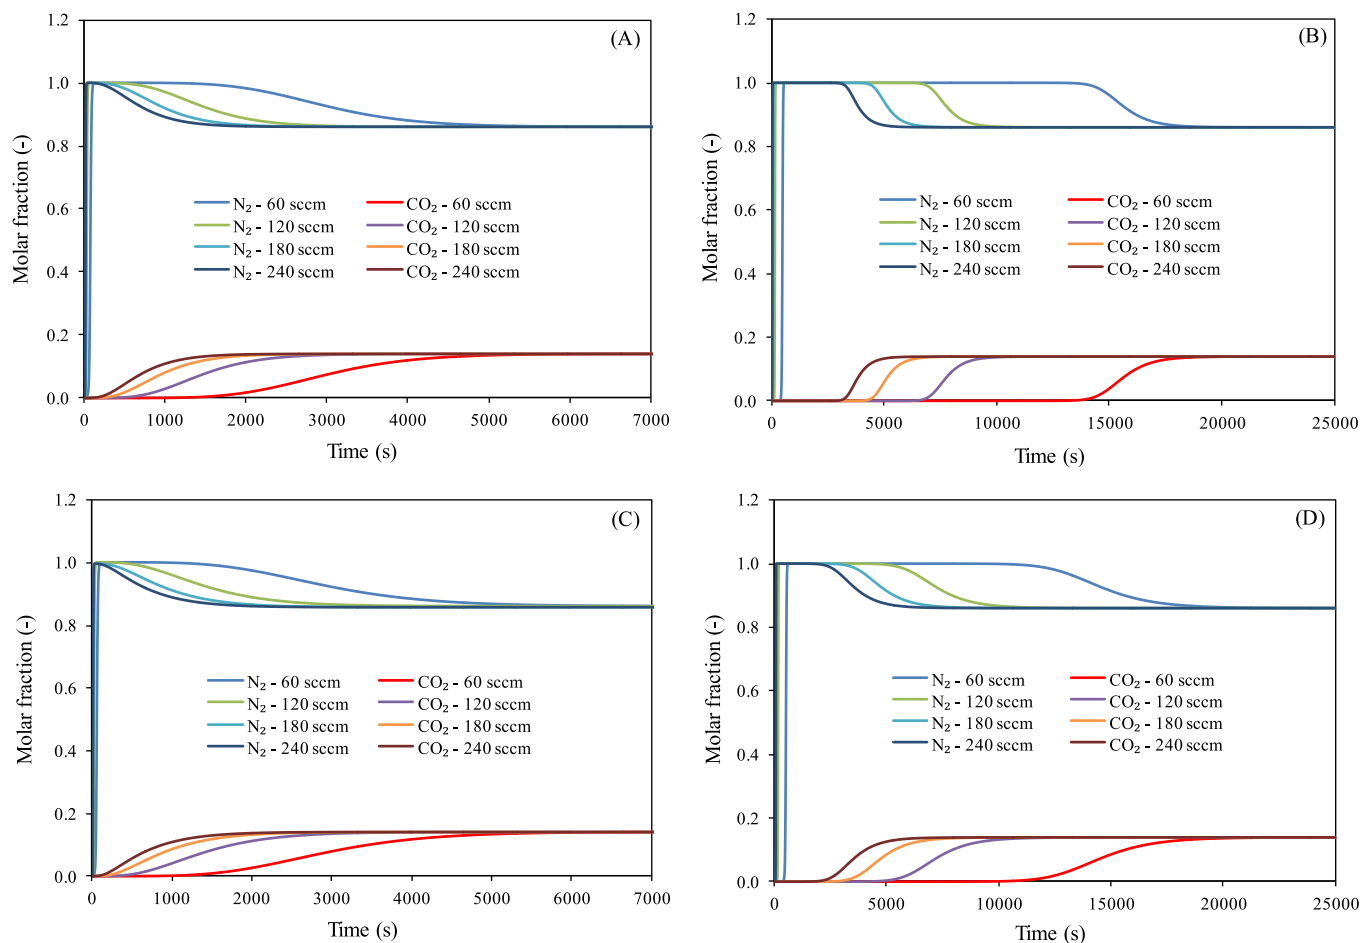 (A)
1.2
1.0
0.8
0.6
0.4
0.2
0.0
Molar fraction (-)
N₂ - 60 sccm
CO₂ - 60 sccm
N₂ - 120 sccm
CO₂ - 120 sccm
N₂ - 180 sccm
CO₂ - 180 sccm
N₂ - 240 sccm
CO₂ - 240 sccm
0 1000 2000 3000 4000 5000 6000 7000
Time (s)
(B)
1.2
1.0
0.8
0.6
0.4
0.2
0.0
Molar fraction (-)
N₂ - 60 sccm
CO₂ - 60 sccm
N₂ - 120 sccm
CO₂ - 120 sccm
N₂ - 180 sccm
CO₂ - 180 sccm
N₂ - 240 sccm
CO₂ - 240 sccm
0 5000 10000 15000 20000 25000
Time (s)
(C)
1.2
1.0
0.8
0.6
0.4
0.2
0.0
Molar fraction (-)
N₂ - 60 sccm
CO₂ - 60 sccm
N₂ - 120 sccm
CO₂ - 120 sccm
N₂ - 180 sccm
CO₂ - 180 sccm
N₂ - 240 sccm
CO₂ - 240 sccm
0 1000 2000 3000 4000 5000 6000 7000
Time (s)
(D)
1.2
1.0
0.8
0.6
0.4
0.2
0.0
Molar fraction (-)
N₂ - 60 sccm
CO₂ - 60 sccm
N₂ - 120 sccm
CO₂ - 120 sccm
N₂ - 180 sccm
CO₂ - 180 sccm
N₂ - 240 sccm
CO₂ - 240 sccm
0 5000 10000 15000 20000 25000
Time (s)